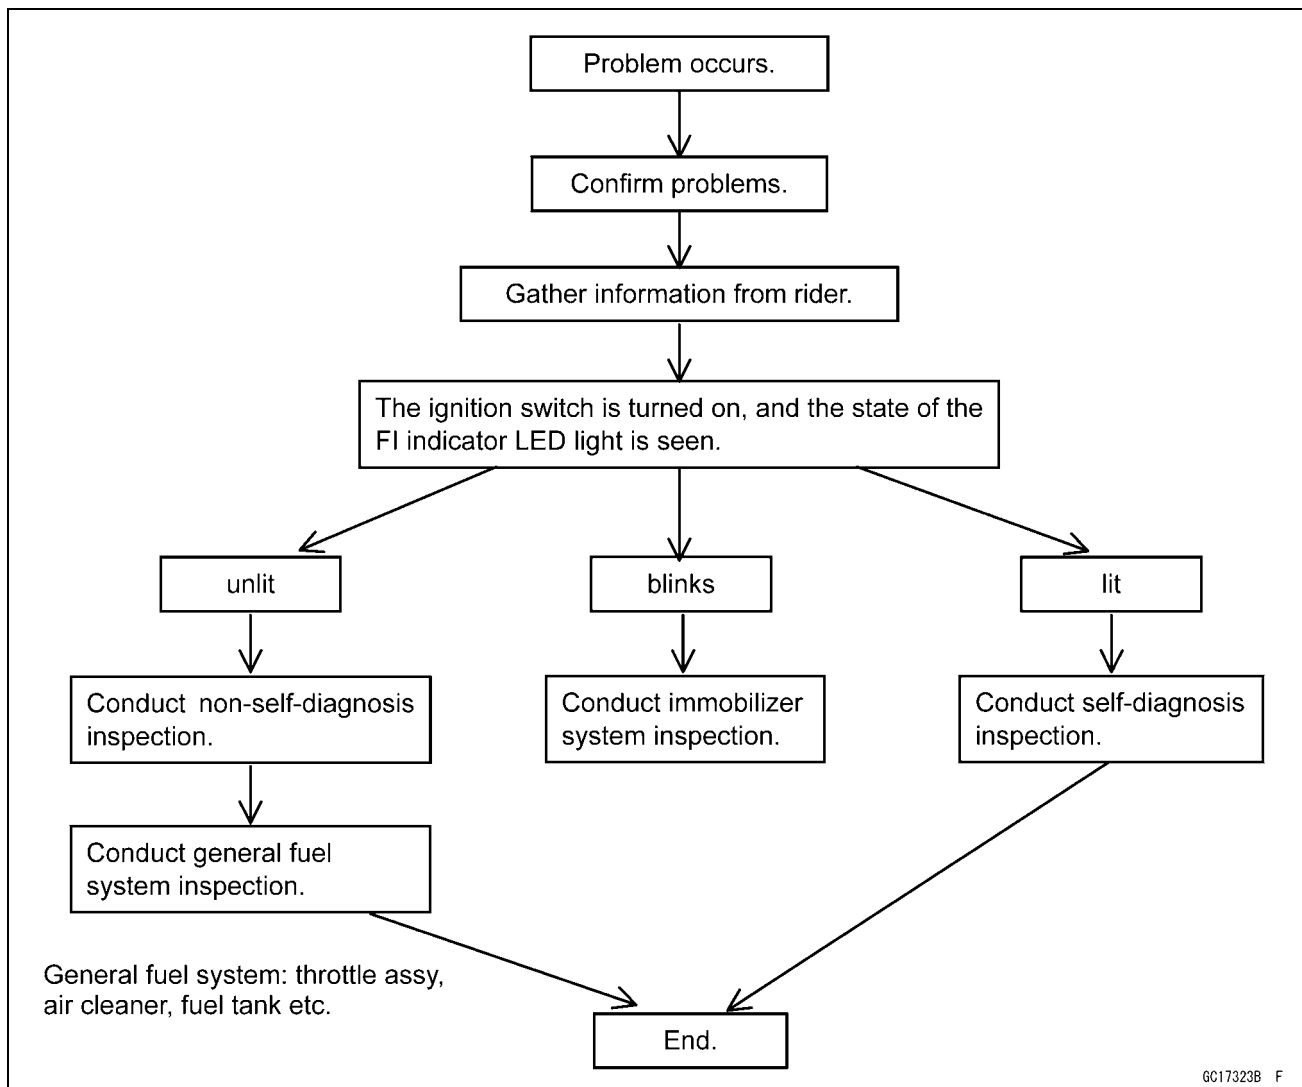 Problem occurs.
Confirm problems.
Gather information from rider.
The ignition switch is turned on, and the state of the
FI indicator LED light is seen.
unlit
blinks
lit
Conduct non-self-diagnosis
inspection.
Conduct immobilizer
system inspection.
Conduct self-diagnosis
inspection.
Conduct general fuel
system inspection.
General fuel system: throttle assy,
air cleaner, fuel tank etc.
End.
GC17323B F